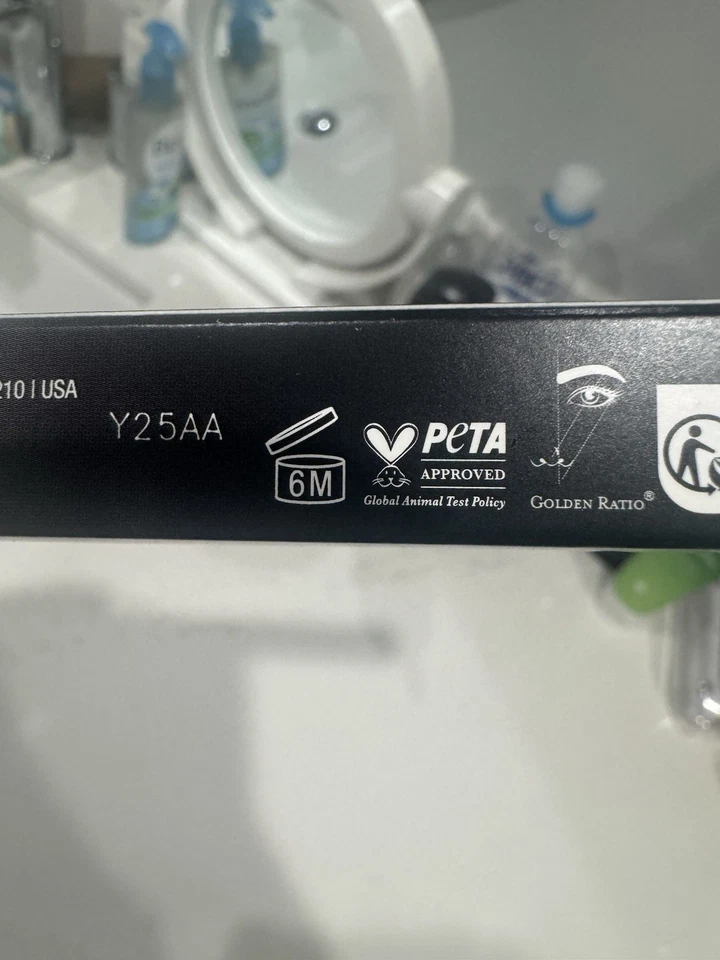 210 | USA
Y25AA
6M
PETA
APPROVED
Global Animal Test Policy
GOLDEN RATIO®